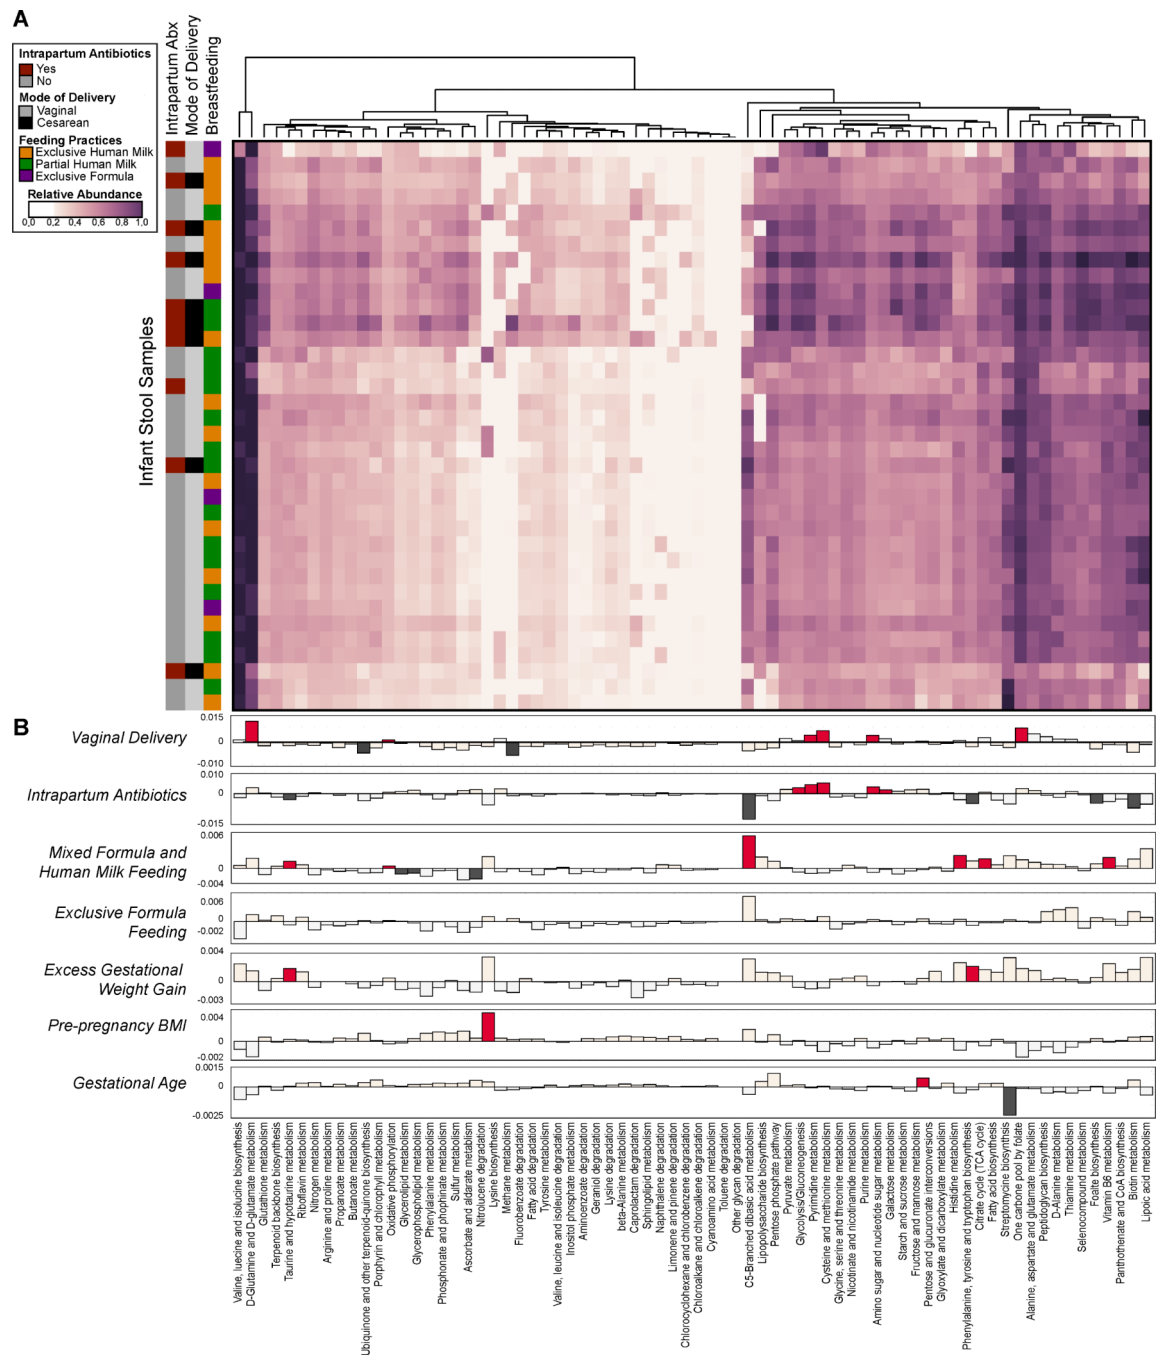 A
Intrapartum Antibiotics
Yes
No
Mode of Delivery
Vaginal
Cesarean
Feeding Practices
Exclusive Human Milk
Partial Human Milk
Exclusive Formula
Relative Abundance
0,0 0,2 0,4 0,6 0,8 1,0
Intrapartum Abx
Mode of Delivery
Breastfeeding
Infant Stool Samples
B
Vaginal Delivery
0.015
0
-0.010
Intrapartum Antibiotics
0.010
0
-0.015
Mixed Formula and
Human Milk Feeding
0.006
0
-0.004
Exclusive Formula
Feeding
0.006
0
-0.002
Excess Gestational
Weight Gain
0.004
0
-0.003
Pre-pregnancy BMI
0.004
0
-0.002
Gestational Age
0.0015
0
-0.0025
Valine, luecine and isolucine biosynthesis
D-Glutamine and D-glutamate metabolism
Glutathione metabolism
Terpenoid backbone biosynthesis
Taurine and hypotaurine metabolism
Riboflavin metabolism
Nitrogen metabolism
Arginine and proline metabolism
Propanoate metabolism
Butanoate metabolism
Ubiquinone and other terpenoid-quinone biosynthesis
Porphyrin and chlorophyll metabolism
Oxidative phosphorylation
Glycerolipid metabolism
Glycerophospholipid metabolism
Phenylalanine metabolism
Phosphonate and phophinate metabolism
Sulfur metabolism
Ascorbate and aldarate metablism
Nitrolucene degradation
Lysine biosynthesis
Methane metabolism
Fluorobenzoate degradation
Fatty acid degradation
Tyrosine metabolism
Valine, leucine and isoleucine degradation
Inositol phosphate metabolism
Aminoenzoate degradation
Geraniol degradation
Lysine degradation
beta-Alanine metabolism
Caprolactam degradation
Sphingolipid metabolism
Naphthalene degradation
Limonene and pinene degradation
Chlorocyclohexane and chlorobenzene degradation
Chloroalkane and chloroalkene degradation
Cyanoamino acid metabolism
Toluene degradation
Other glycan degradation
C5-Branched dibasic acid metabolism
Lipopolysaccharide biosynthesis
Pentose phosphate pathway
Pyruvate metabolism
Glycolysis/Gluconeogenesis
Pyrimidine metabolism
Cysteine and methionine metabolism
Glycine, serine and threonine metabolism
Nicotinate and nicotinamide metabolism
Purine metabolism
Amino sugar and nucleotide sugar metabolism
Galactose metabolism
Starch and sucrose metabolism
Fructose and mannose metabolism
Pentose and glucuronate interconversions
Glyoxylate and dicarboxylate metabolism
Histidine metabolism
Phenylalanine, tyrosine and tryptophan biosynthesis
Citrate cycle (TCA cycle)
Fatty acid biosynthesis
Streptomycine biosynthisis
One carbone pool by folate
Alanine, aspartate and glutamate metabolism
Peptidoglycan biosynthesis
D-Alanine metabolism
Thiamine metabolism
Selenocompound metabolism
Foalte biosynthesis
Vitamin B6 metabolism
Panthothenate and CoA biosynthesis
Biotin metabolism
Lipoic acid metabolism